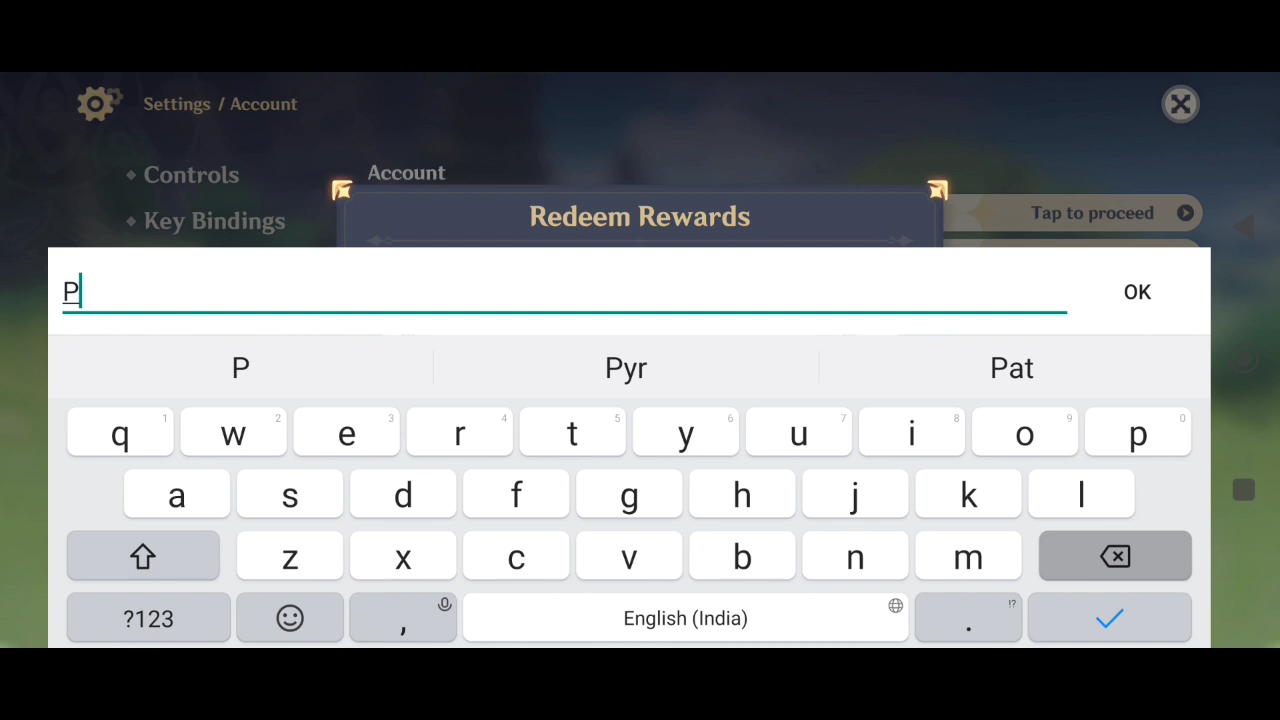 Settings / Account
Controls
Account
Redeem Rewards
Tap to proceed
Key Bindings
P
OK
P Pyr Pat
q 1 w 2 e 3 r 4 t 5 y 6 u 7 i 8 o 9 p 0
a s d f g h j k l
z x c v b n m
?123 , English (India) . !?